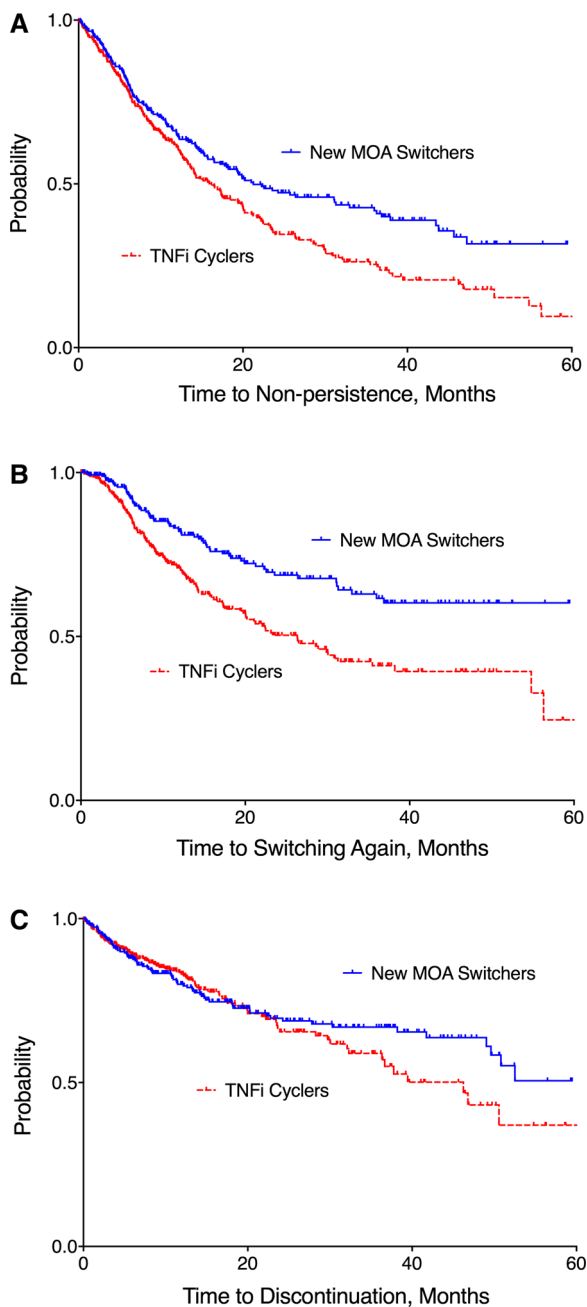 A
1.0
New MOA Switchers
Probability
0.5
TNFi Cyclers
0.0
0 20 40 60
Time to Non-persistence, Months
B
1.0
New MOA Switchers
Probability
0.5
TNFi Cyclers
0.0
0 20 40 60
Time to Switching Again, Months
C
1.0
New MOA Switchers
Probability
0.5
TNFi Cyclers
0.0
0 20 40 60
Time to Discontinuation, Months